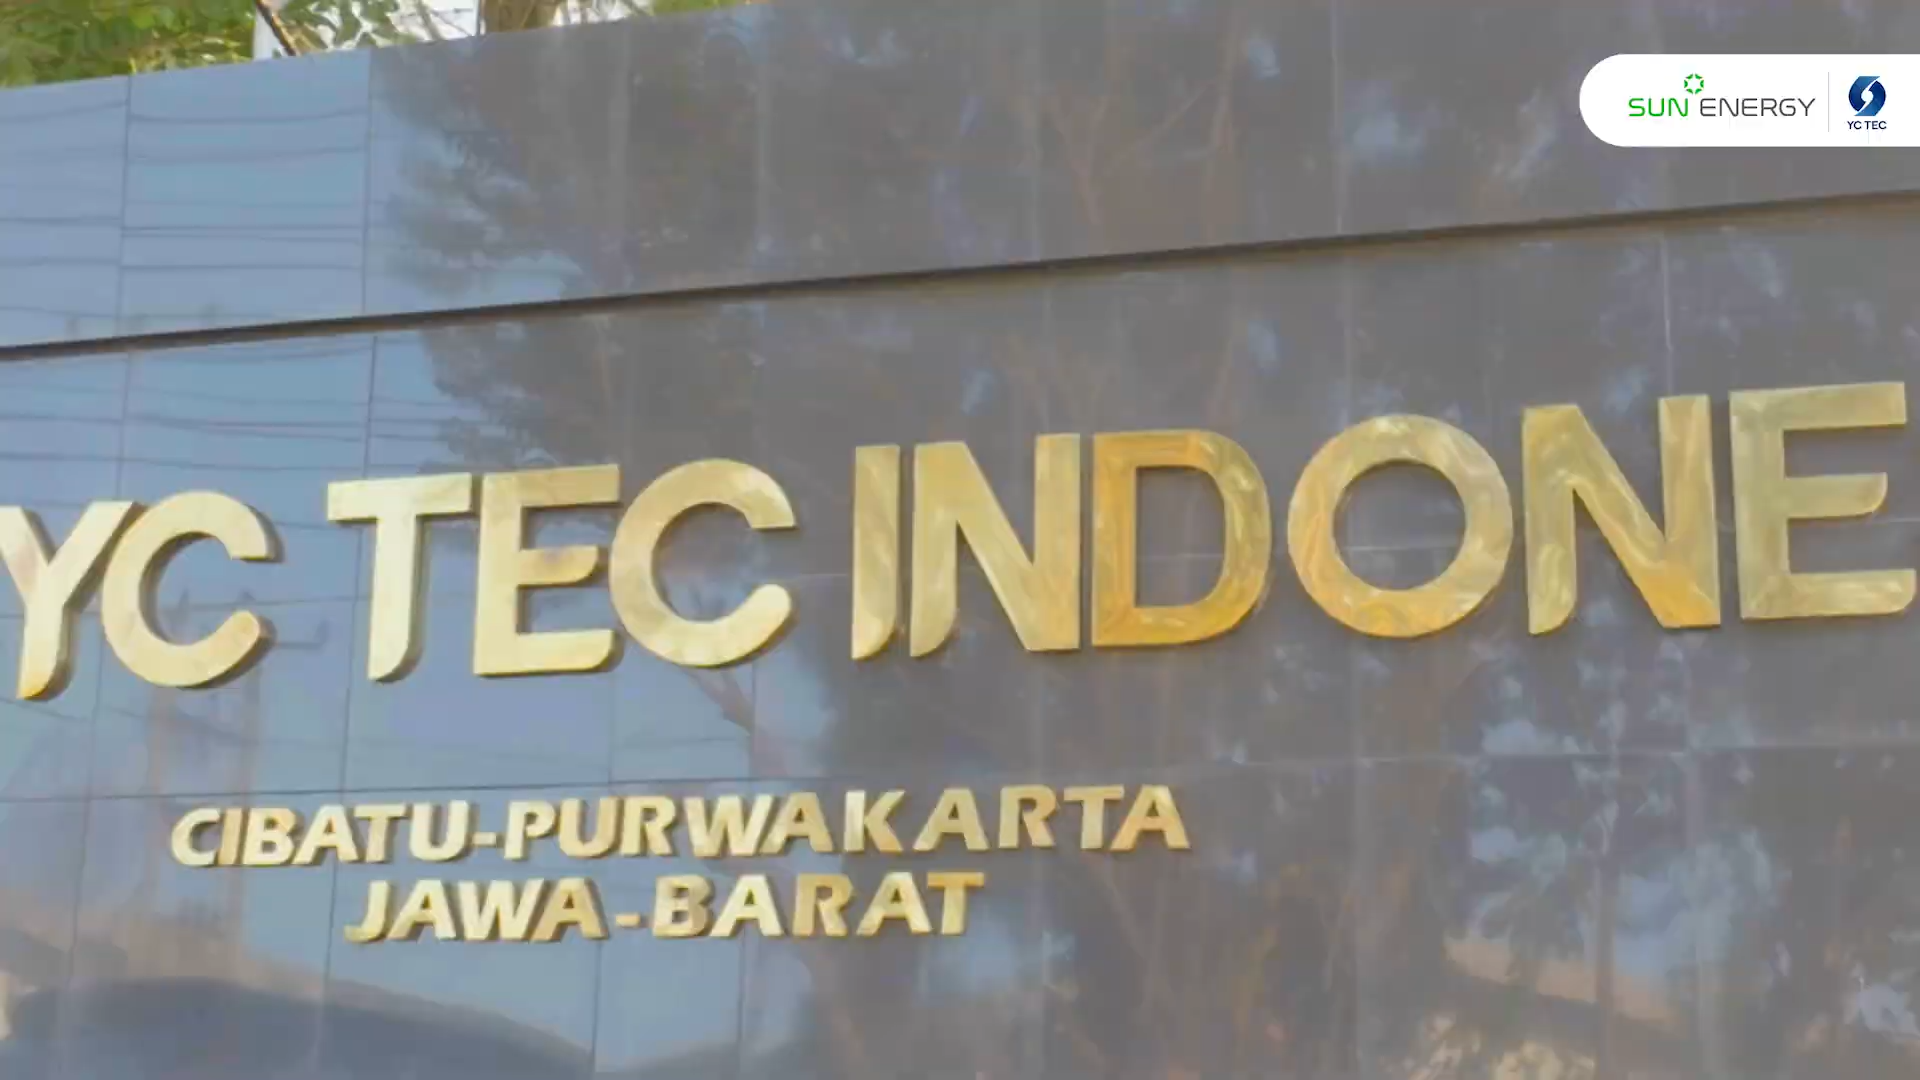 SUN ENERGY
YC TEC
YC TEC INDONE
CIBATU-PURWAKARTA
JAWA-BARAT